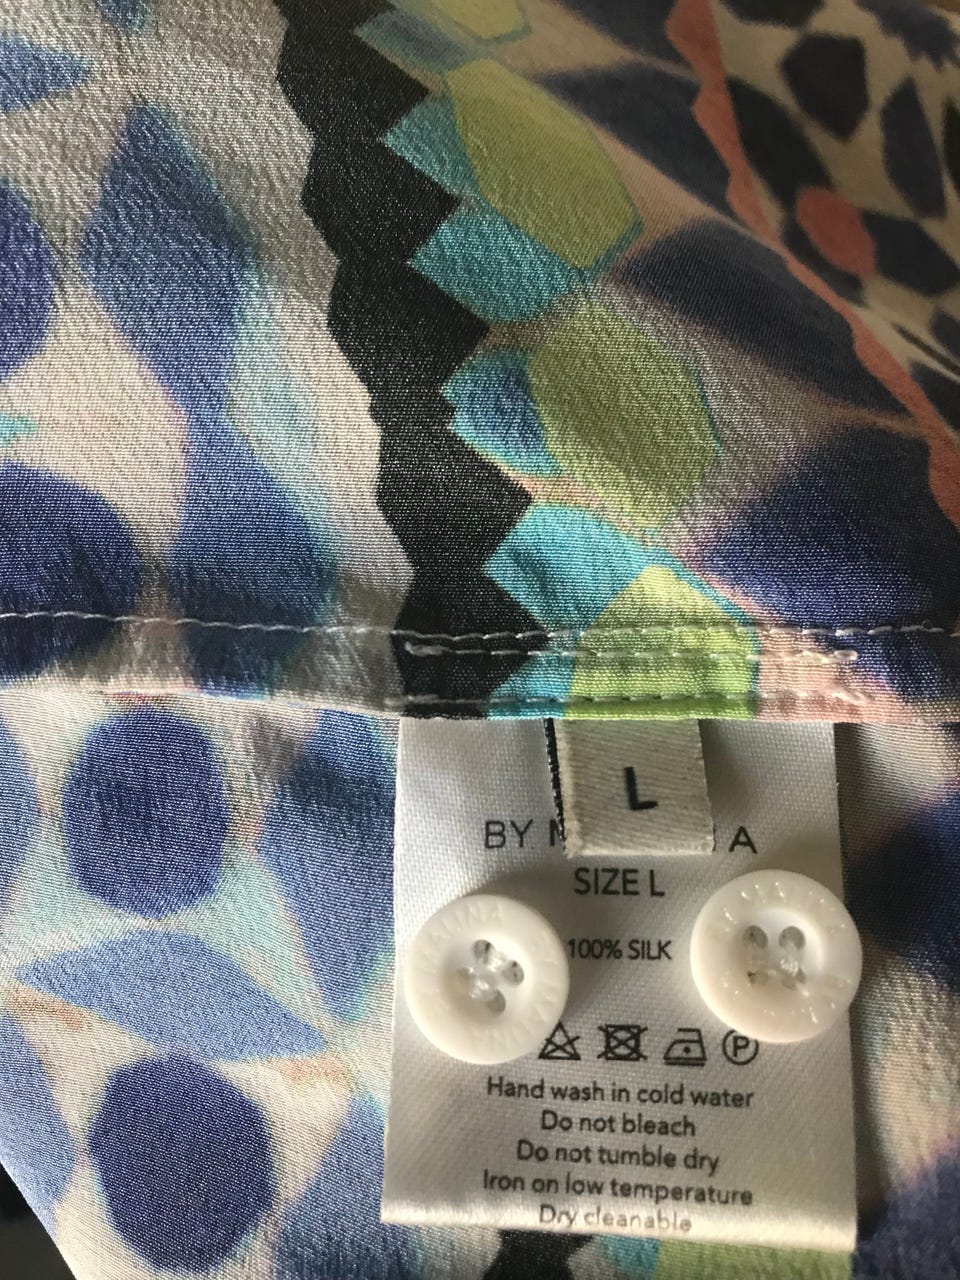 L
BY M A
SIZE L
100% SILK
P
Hand wash in cold water
Do not bleach
Do not tumble dry
Iron on low temperature
Dry cleanable
MALINA